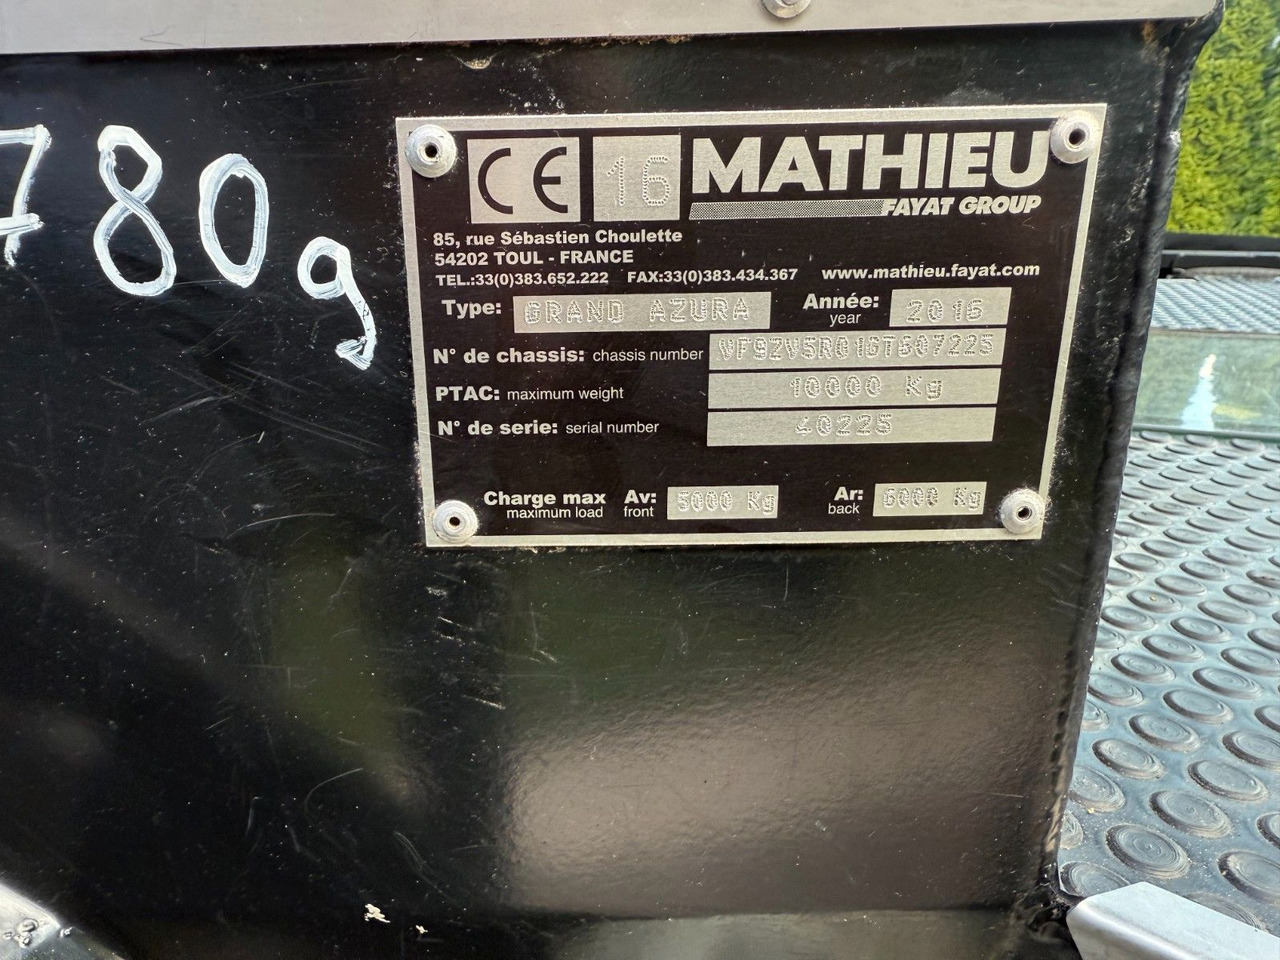 780g
CE 16 MATHIEU
FAYAT GROUP
85, rue Sébastien Choulette
54202 TOUL - FRANCE
TEL.:33(0)383.652.222 FAX:33(0)383.434.367 www.mathieu.fayat.com
Type: GRAND AZURA Année: 2016
year
N° de chassis: chassis number VF9ZV5R016T607225
PTAC: maximum weight 10000 Kg
N° de serie: serial number 40225
Charge max Av: 5000 Kg Ar: 6000 Kg
maximum load front back